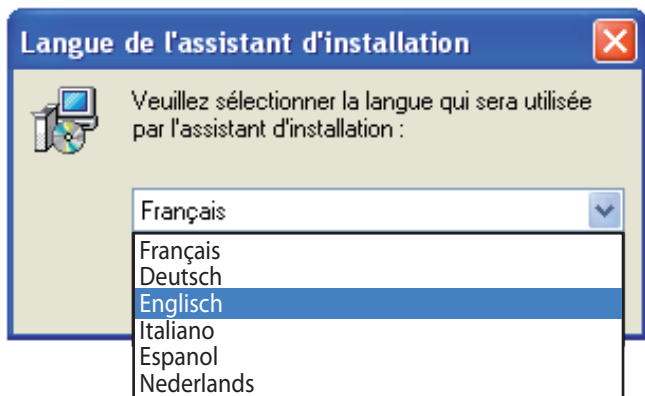 Langue de l'assistant d'installation
Veuillez sélectionner la langue qui sera utilisée
par l'assistant d'installation :
Français
Français
Deutsch
Englisch
Italiano
Espanol
Nederlands